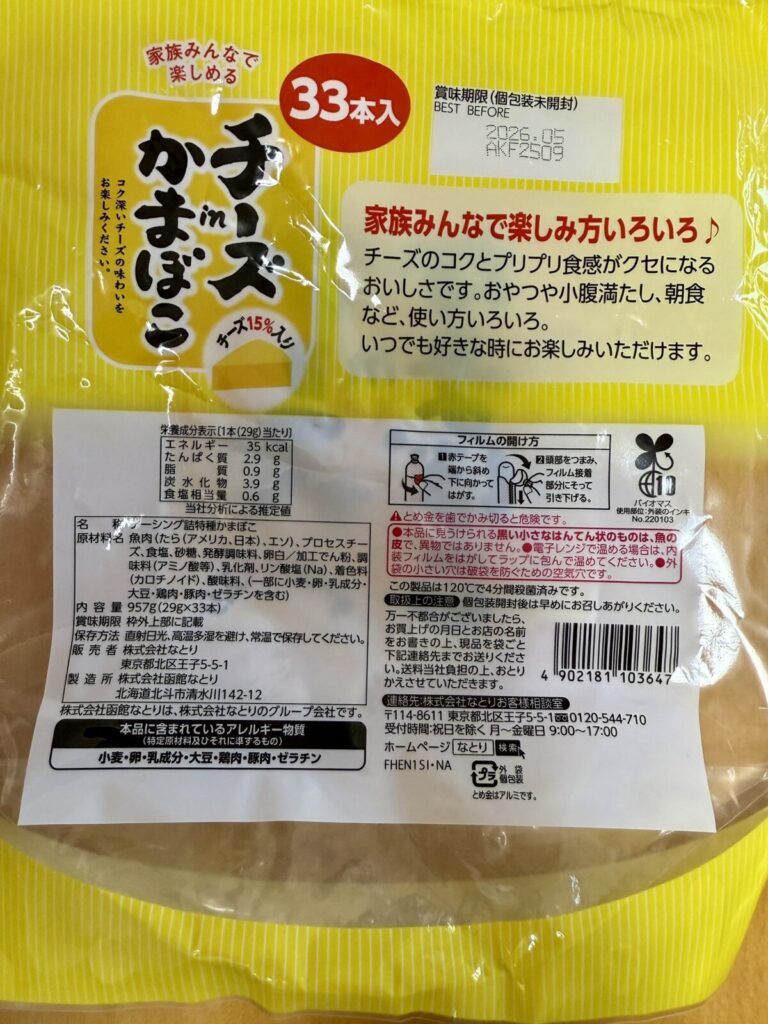 家族みんなで
楽しめる
33本入
チーズ
in
かまぼこ
コク深いチーズの味わいを
お楽しみください。
チーズ15%入り
賞味期限(個包装未開封)
BEST BEFORE
2026.05
AKF2509
家族みんなで楽しみ方いろいろ♪
チーズのコクとプリプリ食感がクセになる
おいしさです。おやつや小腹満たし、朝食
など、使い方いろいろ。
いつでも好きな時にお楽しみいただけます。
栄養成分表示[1本(29g)当たり]
エネルギー 35 kcal
たんぱく質 2.9 g
脂質 0.9 g
炭水化物 3.9 g
食塩相当量 0.6 g
当社分析による推定値
名称 ケーシング詰特種かまぼこ
原材料名 魚肉(たら(アメリカ、日本)、エソ)、プロセスチー
ズ、食塩、砂糖、発酵調味料、卵白/加工でん粉、調
味料(アミノ酸等)、乳化剤、リン酸塩(Na)、着色料
(カロチノイド)、酸味料、(一部に小麦・卵・乳成分・
大豆・鶏肉・豚肉・ゼラチンを含む)
内容量 957g(29g×33本)
賞味期限 枠外上部に記載
保存方法 直射日光、高温多湿を避け、常温で保存してください。
販売者 株式会社なとり
東京都北区王子5-5-1
製造所 株式会社函館なとり
北海道北斗市清水川142-12
株式会社函館なとりは、株式会社なとりのグループ会社です。
本品に含まれているアレルギー物質
(特定原材料及びそれに準ずるもの)
小麦・卵・乳成分・大豆・鶏肉・豚肉・ゼラチン
フィルムの開け方
1赤テープを
端から斜め
下に向かって
はがす。
2頭部をつまみ、
フィルム接着
部分にそって
引き下げる。
バイオマス
10
使用部位:外装のインキ
No.220103
⚠とめ金を歯でかみ切ると危険です。
●本品に見うけられる黒い小さなはんてん状のものは、魚の
皮で、異物ではありません。●電子レンジで温める場合は、内
装フィルムをはがしてラップに包んで温めてください。●外
袋の小さい穴は破袋を防ぐための空気穴です。
この製品は120℃で4分間殺菌済みです。
取扱上の注意 個包装開封後は早めにお召しあがりください。
万一不都合がございましたら、
お買上げの月日とお店の名前
をお書きの上、現品を袋ごと
下記連絡先までお送りくださ
い。送料当社負担の上、おとり
かえさせていただきます。
4 902181 103647
連絡先:株式会社なとりお客様相談室
〒114-8611 東京都北区王子5-5-1 0120-544-710
受付時間:祝日を除く 月〜金曜日 9:00〜17:00
ホームページ なとり 検索
FHEN1SI・NA
プラ
外袋
個包装
とめ金はアルミです。